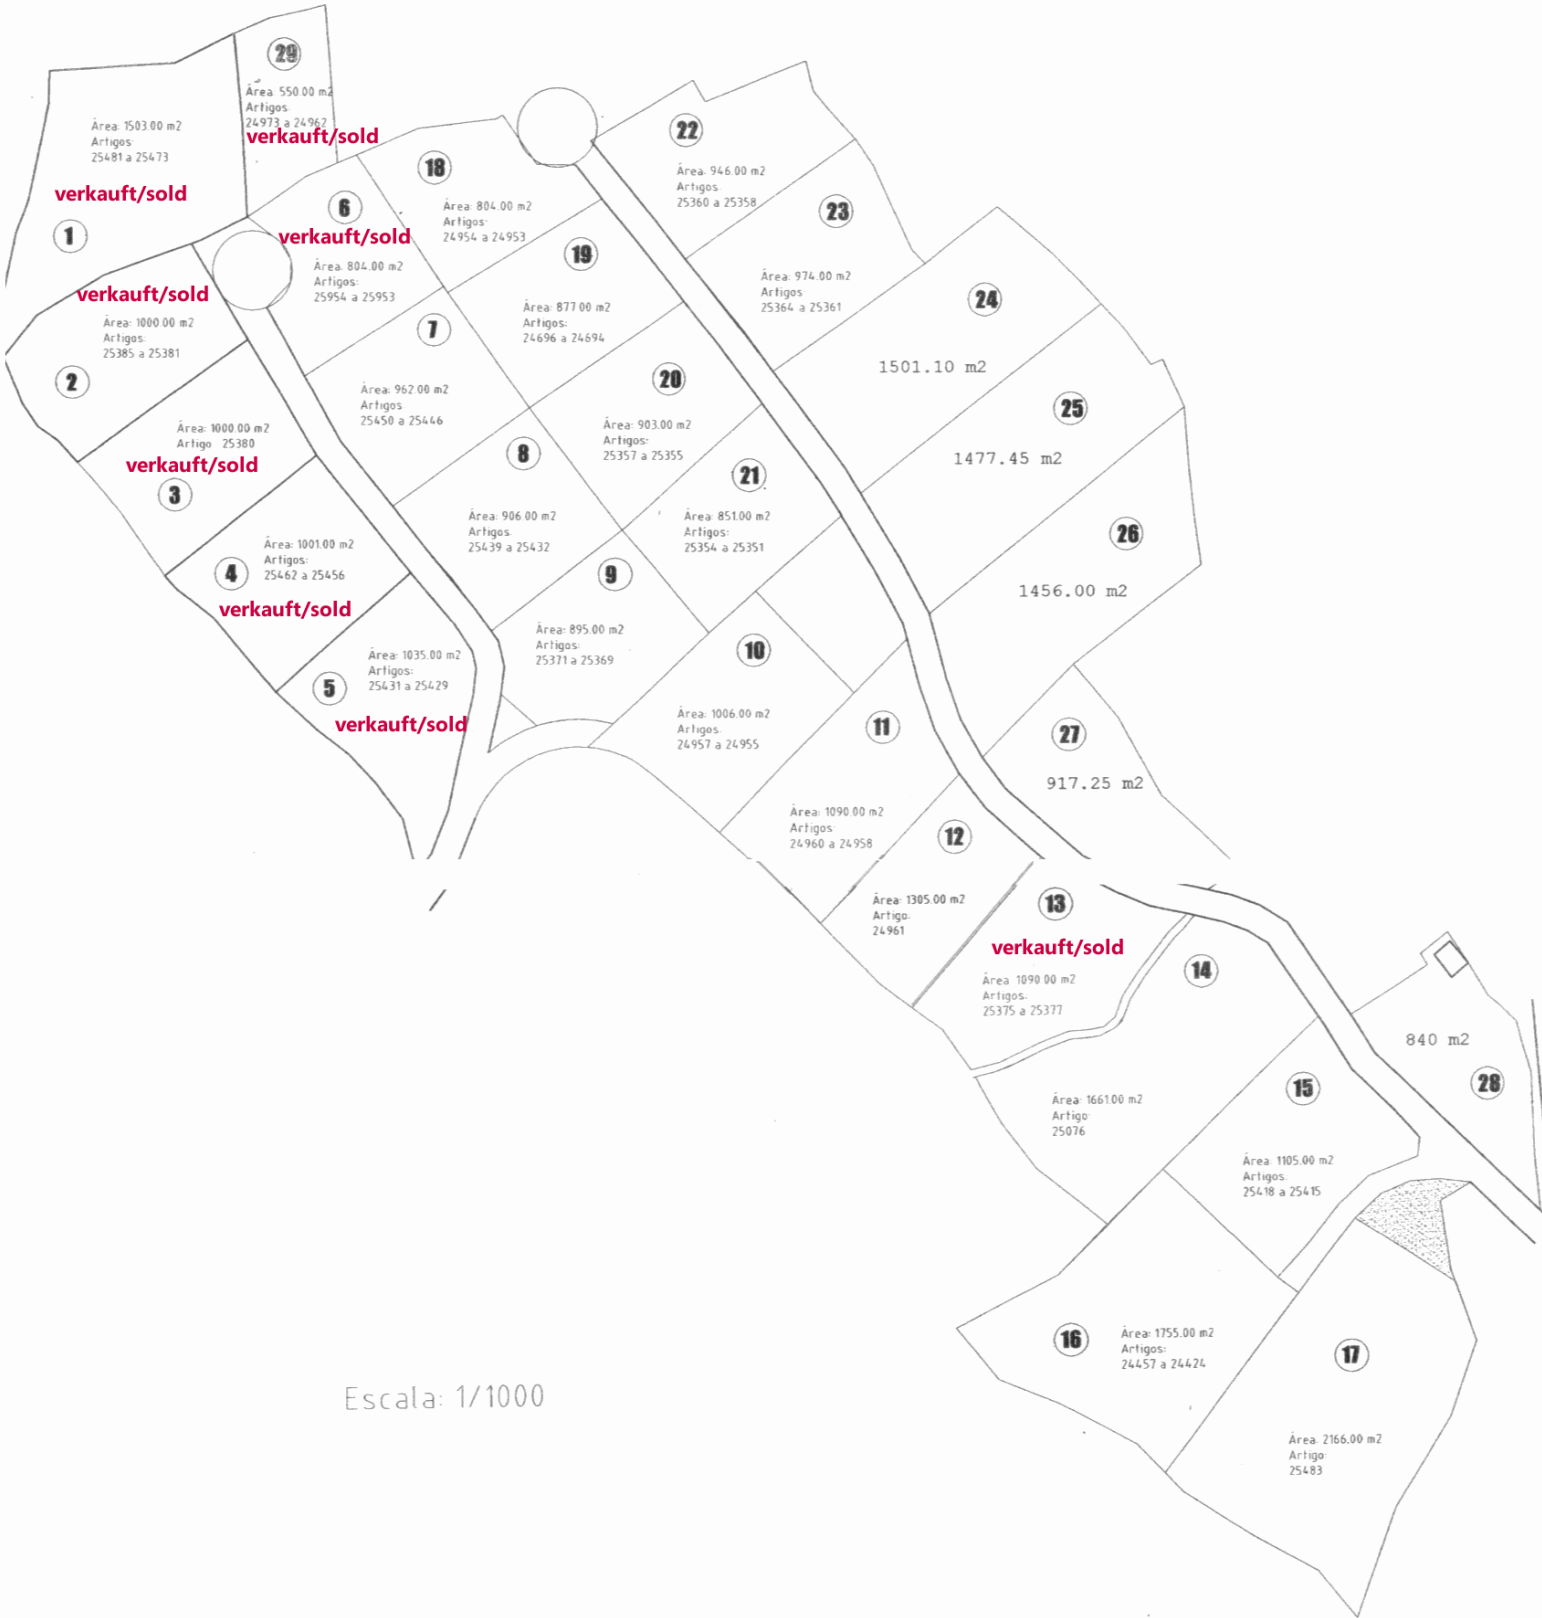 29
Área: 550.00 m2
Artigos:
24973 a 24962
verkauft/sold
Área: 1503.00 m2
Artigos:
25481 a 25473
verkauft/sold
1
22
Área: 946.00 m2
Artigos:
25360 a 25358
18
Área: 804.00 m2
Artigos:
24954 a 24953
6
verkauft/sold
Área: 804.00 m2
Artigos:
25954 a 25953
23
Área: 974.00 m2
Artigos
25364 a 25361
19
Área: 877.00 m2
Artigos:
24696 a 24694
verkauft/sold
Área: 1000.00 m2
Artigos:
25385 a 25381
2
24
1501.10 m2
7
Área: 962.00 m2
Artigos
25450 a 25446
20
Área: 903.00 m2
Artigos:
25357 a 25355
25
1477.45 m2
Área: 1000.00 m2
Artigo 25380
verkauft/sold
3
8
Área: 906.00 m2
Artigos
25439 a 25432
21
Área: 851.00 m2
Artigos:
25354 a 25351
26
1456.00 m2
Área: 1001.00 m2
Artigos:
25462 a 25456
4
verkauft/sold
9
Área: 895.00 m2
Artigos:
25371 a 25369
10
Área: 1006.00 m2
Artigos:
24957 a 24955
Área: 1035.00 m2
Artigos:
25431 a 25429
5
verkauft/sold
11
Área: 1090.00 m2
Artigos:
24960 a 24958
27
917.25 m2
12
Área: 1305.00 m2
Artigo:
24961
13
verkauft/sold
Área 1090.00 m2
Artigos:
25375 a 25377
14
Área: 1661.00 m2
Artigo:
25076
840 m2
28
15
Área: 1105.00 m2
Artigos:
25418 a 25415
16
Área: 1755.00 m2
Artigos:
24457 a 24424
17
Área: 2166.00 m2
Artigo:
25483
Escala: 1/1000